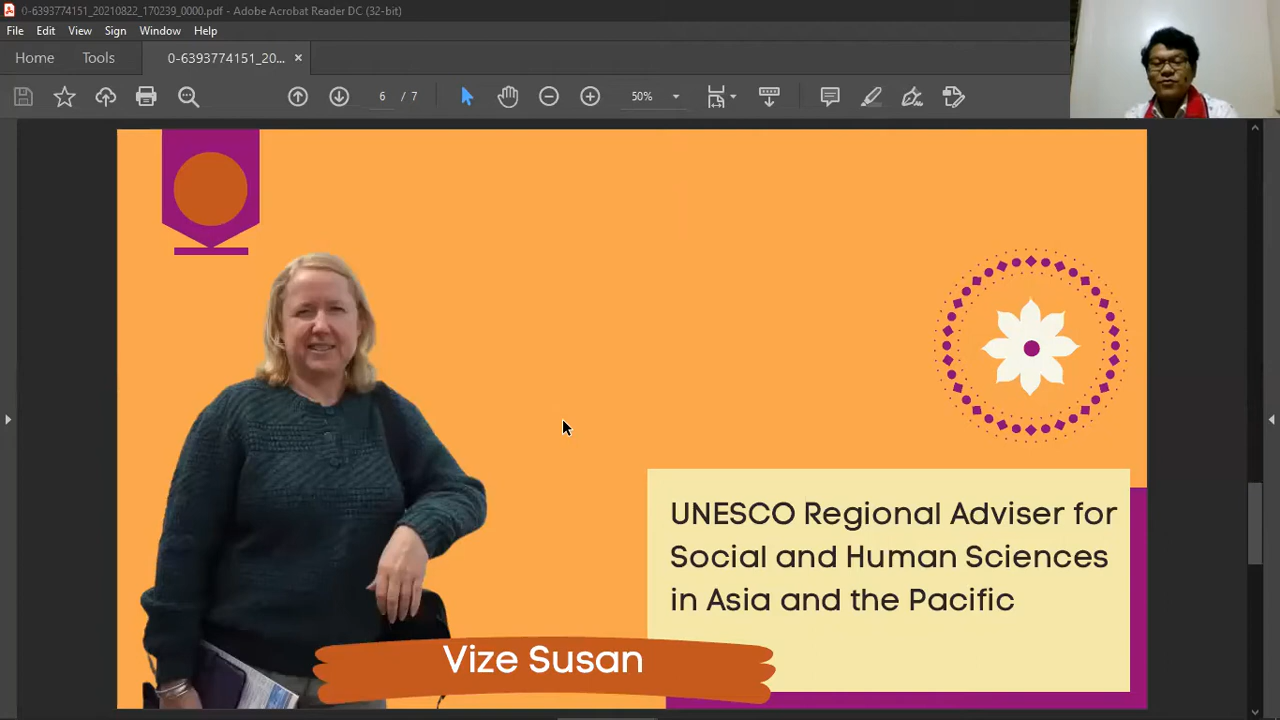 0-6393774151_20210822_170239_0000.pdf - Adobe Acrobat Reader DC (32-bit)
File Edit View Sign Window Help
Home Tools 0-6393774151_20... ×
6 / 7 50%
UNESCO Regional Adviser for
Social and Human Sciences
in Asia and the Pacific
Vize Susan